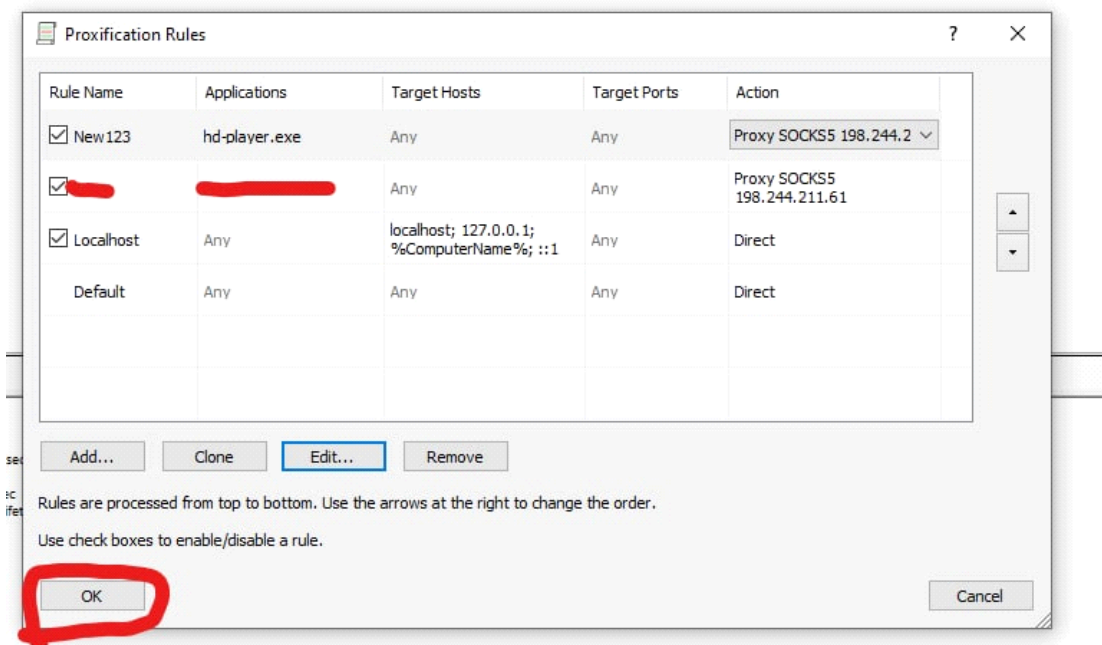 Proxification Rules
?
Rule Name Applications Target Hosts Target Ports Action
New123 hd-player.exe Any Any Proxy SOCKS5 198.244.2
Any Any Proxy SOCKS5
198.244.211.61
Localhost Any localhost; 127.0.0.1;
%ComputerName%; ::1 Any Direct
Default Any Any Any Direct
Add... Clone Edit... Remove
Rules are processed from top to bottom. Use the arrows at the right to change the order.
Use check boxes to enable/disable a rule.
OK Cancel